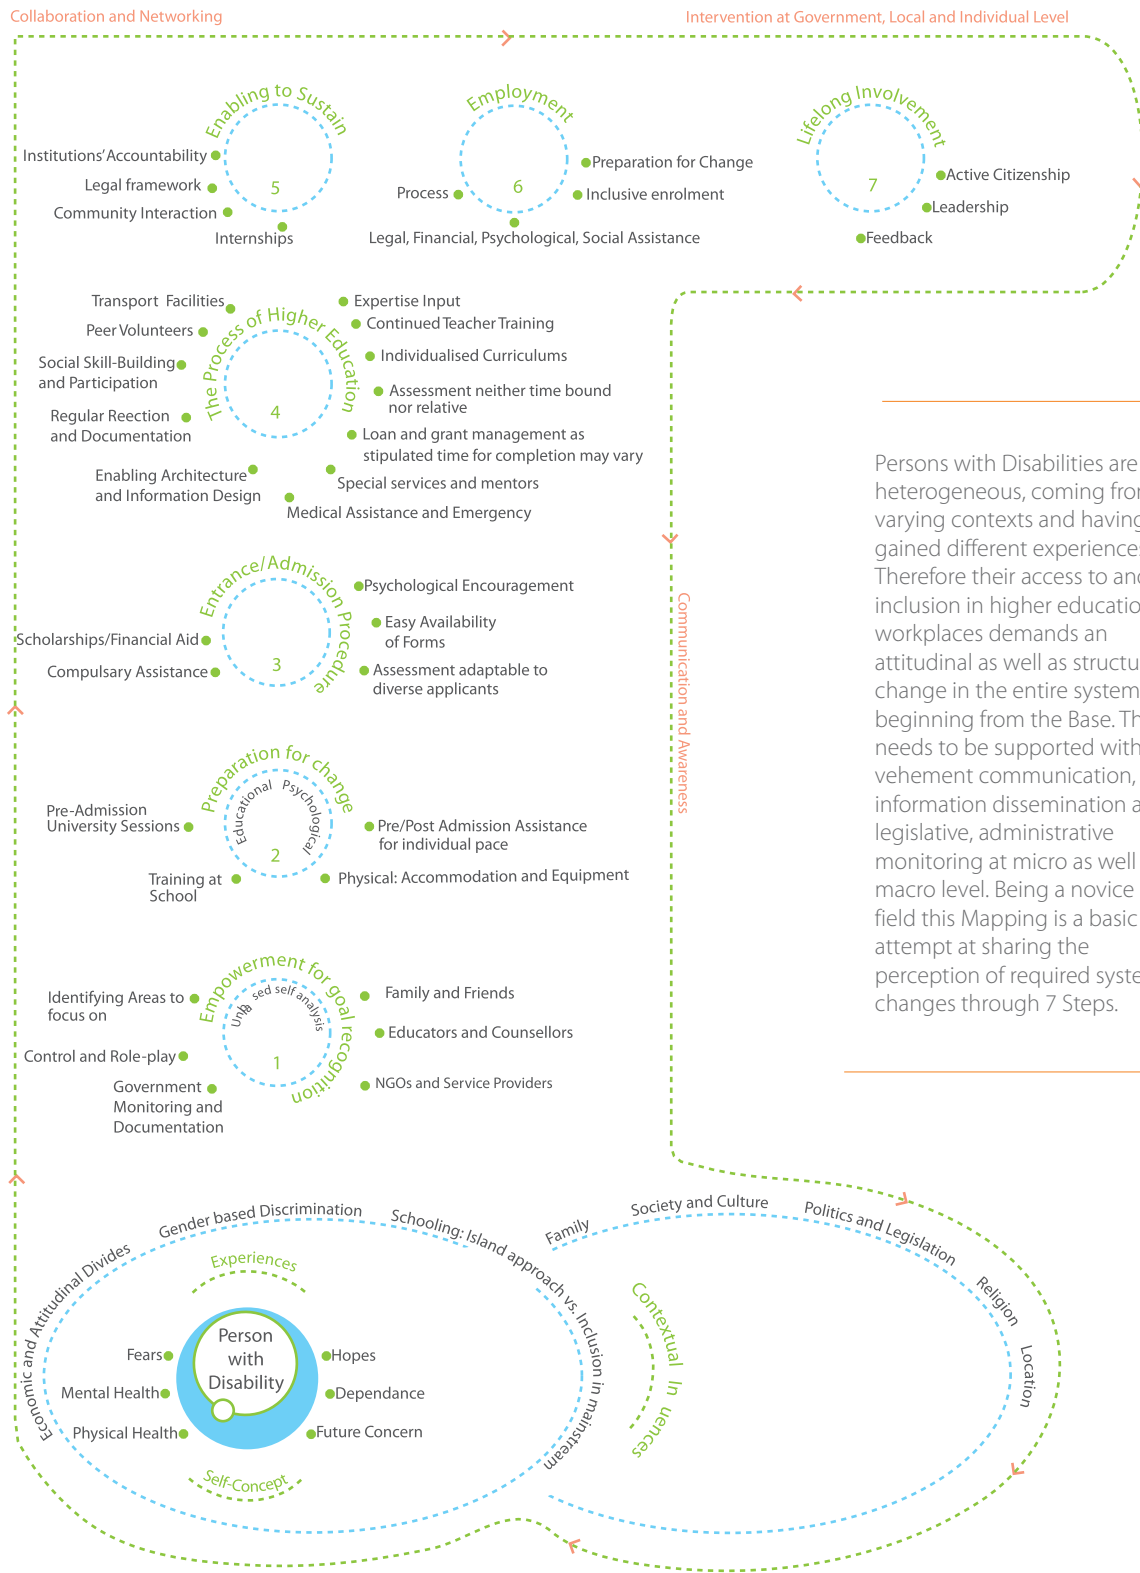 Collaboration and Networking
Intervention at Government, Local and Individual Level
Enabling to Sustain
5
Institutions' Accountability
Legal framework
Community Interaction
Internships
Employment
6
Preparation for Change
Inclusive enrolment
Process
Legal, Financial, Psychological, Social Assistance
Lifelong Involvement
7
Active Citizenship
Leadership
Feedback
The Process of Higher Education
4
Transport Facilities
Peer Volunteers
Social Skill-Building
and Participation
Regular Reection
and Documentation
Enabling Architecture
and Information Design
Expertise Input
Continued Teacher Training
Individualised Curriculums
Assessment neither time bound
nor relative
Loan and grant management as
stipulated time for completion may vary
Special services and mentors
Medical Assistance and Emergency
Entrance/Admission Procedure
3
Scholarships/Financial Aid
Compulsary Assistance
Psychological Encouragement
Easy Availability
of Forms
Assessment adaptable to
diverse applicants
Communication and Awareness
Preparation for change
Educational
Psychological
2
Pre-Admission
University Sessions
Training at
School
Pre/Post Admission Assistance
for individual pace
Physical: Accommodation and Equipment
Empowerment for goal recognition
Unbiased self analysis
1
Identifying Areas to
focus on
Control and Role-play
Government
Monitoring and
Documentation
Family and Friends
Educators and Counsellors
NGOs and Service Providers
Persons with Disabilities are
heterogeneous, coming from
varying contexts and having
gained different experiences
Therefore their access to and
inclusion in higher educatio
workplaces demands an
attitudinal as well as structu
change in the entire system
beginning from the Base. Th
needs to be supported with
vehement communication,
information dissemination a
legislative, administrative
monitoring at micro as well
macro level. Being a novice
field this Mapping is a basic
attempt at sharing the
perception of required syste
changes through 7 Steps.
Economic and Attitudinal Divides
Gender based Discrimination
Schooling: Island approach vs. Inclusion in mainstream
Family
Society and Culture
Politics and Legislation
Religion
Location
Experiences
Person
with
Disability
Fears
Mental Health
Physical Health
Hopes
Dependance
Future Concern
Self-Concept
Contextual In uences